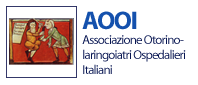 AOOI
Associazione Otorino-
laringoiatri Ospedalieri
Italiani